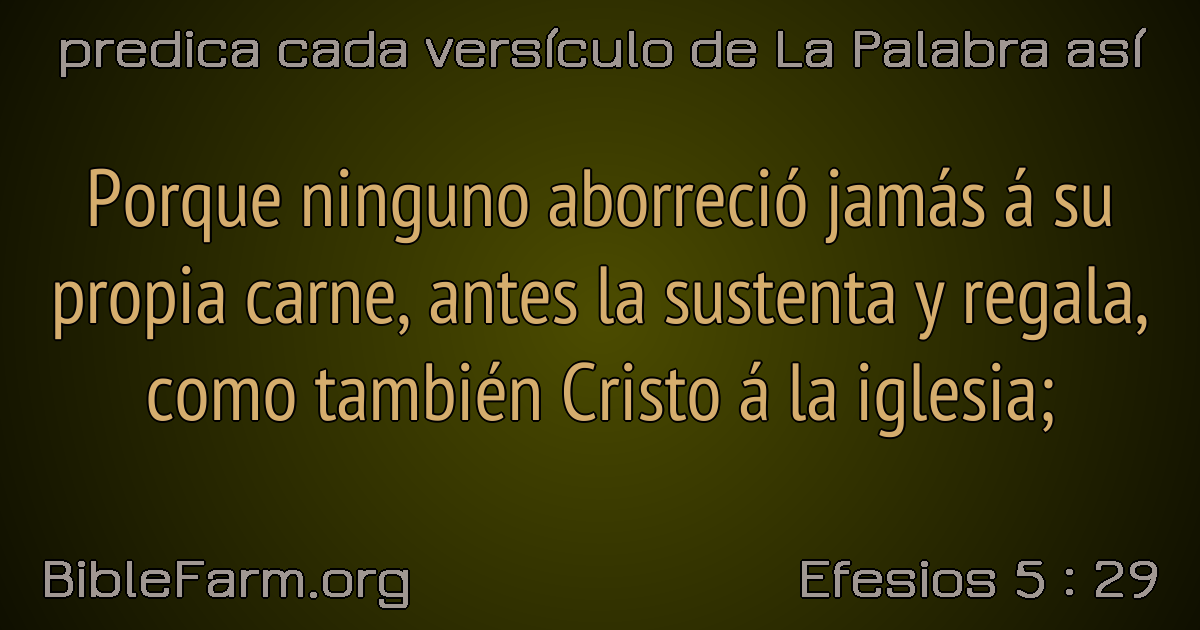 predica cada versículo de La Palabra así
Porque ninguno aborreció jamás á su
propia carne, antes la sustenta y regala,
como también Cristo á la iglesia;
BibleFarm.org
Efesios 5 : 29